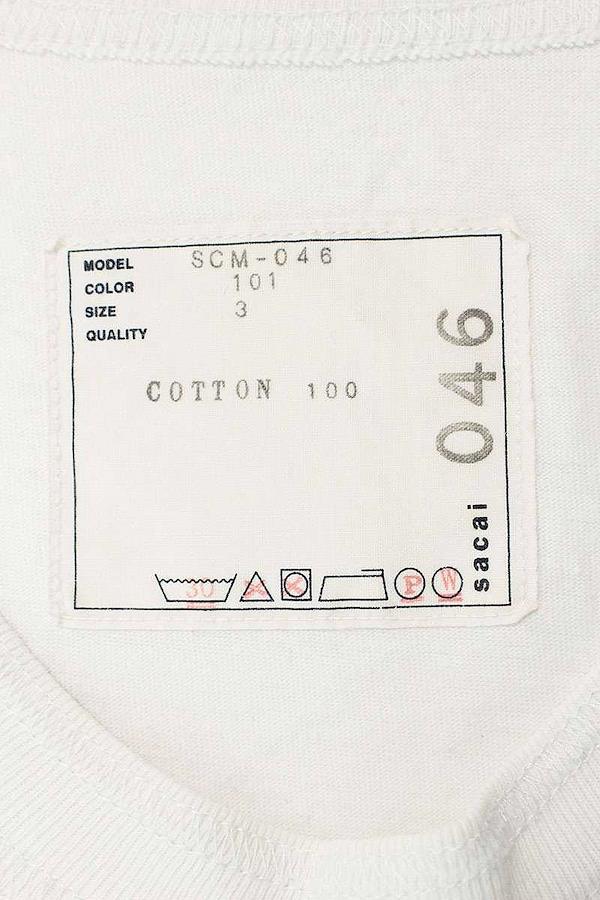 MODEL SCM-046
COLOR 101
SIZE 3
QUALITY
COTTON 100
046
sacai
30
P
W